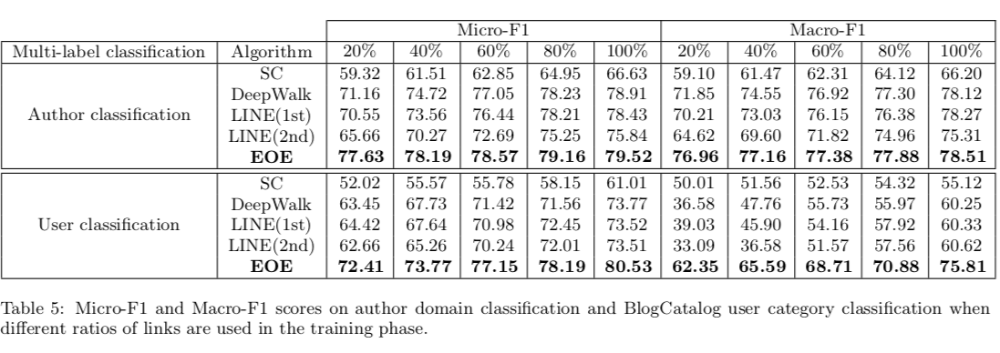 Micro-F1 Macro-F1
Multi-label classification Algorithm 20% 40% 60% 80% 100% 20% 40% 60% 80% 100%
SC 59.32 61.51 62.85 64.95 66.63 59.10 61.47 62.31 64.12 66.20
DeepWalk 71.16 74.72 77.05 78.23 78.91 71.85 74.55 76.92 77.30 78.12
Author classification LINE(1st) 70.55 73.56 76.44 78.21 78.43 70.21 73.03 76.15 76.38 78.27
LINE(2nd) 65.66 70.27 72.69 75.25 75.84 64.62 69.60 71.82 74.96 75.31
EOE 77.63 78.19 78.57 79.16 79.52 76.96 77.16 77.38 77.88 78.51
SC 52.02 55.57 55.78 58.15 61.01 50.01 51.56 52.53 54.32 55.12
DeepWalk 63.45 67.73 71.42 71.56 73.77 36.58 47.76 55.73 55.97 60.25
User classification LINE(1st) 64.42 67.64 70.98 72.45 73.52 39.03 45.90 54.16 57.92 60.33
LINE(2nd) 62.66 65.26 70.24 72.01 73.51 33.09 36.58 51.57 57.56 60.62
EOE 72.41 73.77 77.15 78.19 80.53 62.35 65.59 68.71 70.88 75.81
Table 5: Micro-F1 and Macro-F1 scores on author domain classification and BlogCatalog user category classification when
different ratios of links are used in the training phase.